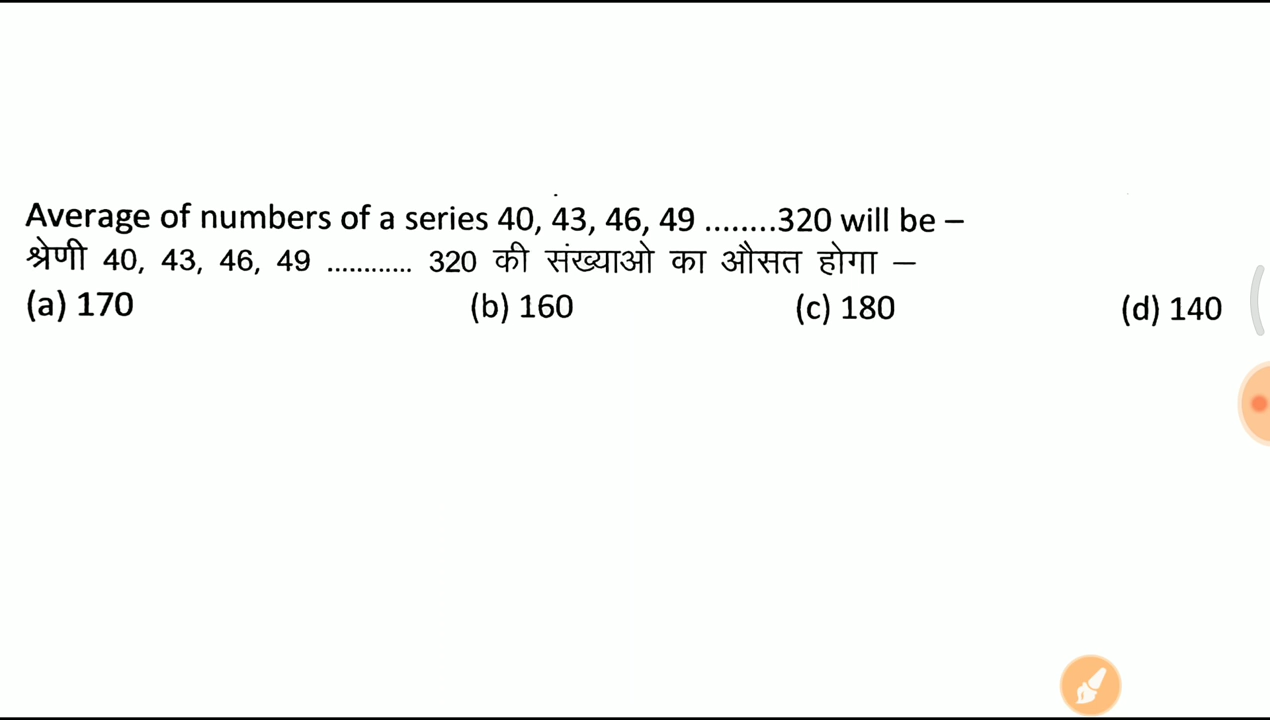 Average of numbers of a series 40, 43, 46, 49 ........320 will be –
श्रेणी 40, 43, 46, 49 ............ 320 की संख्याओ का औसत होगा –
(a) 170 (b) 160 (c) 180 (d) 140